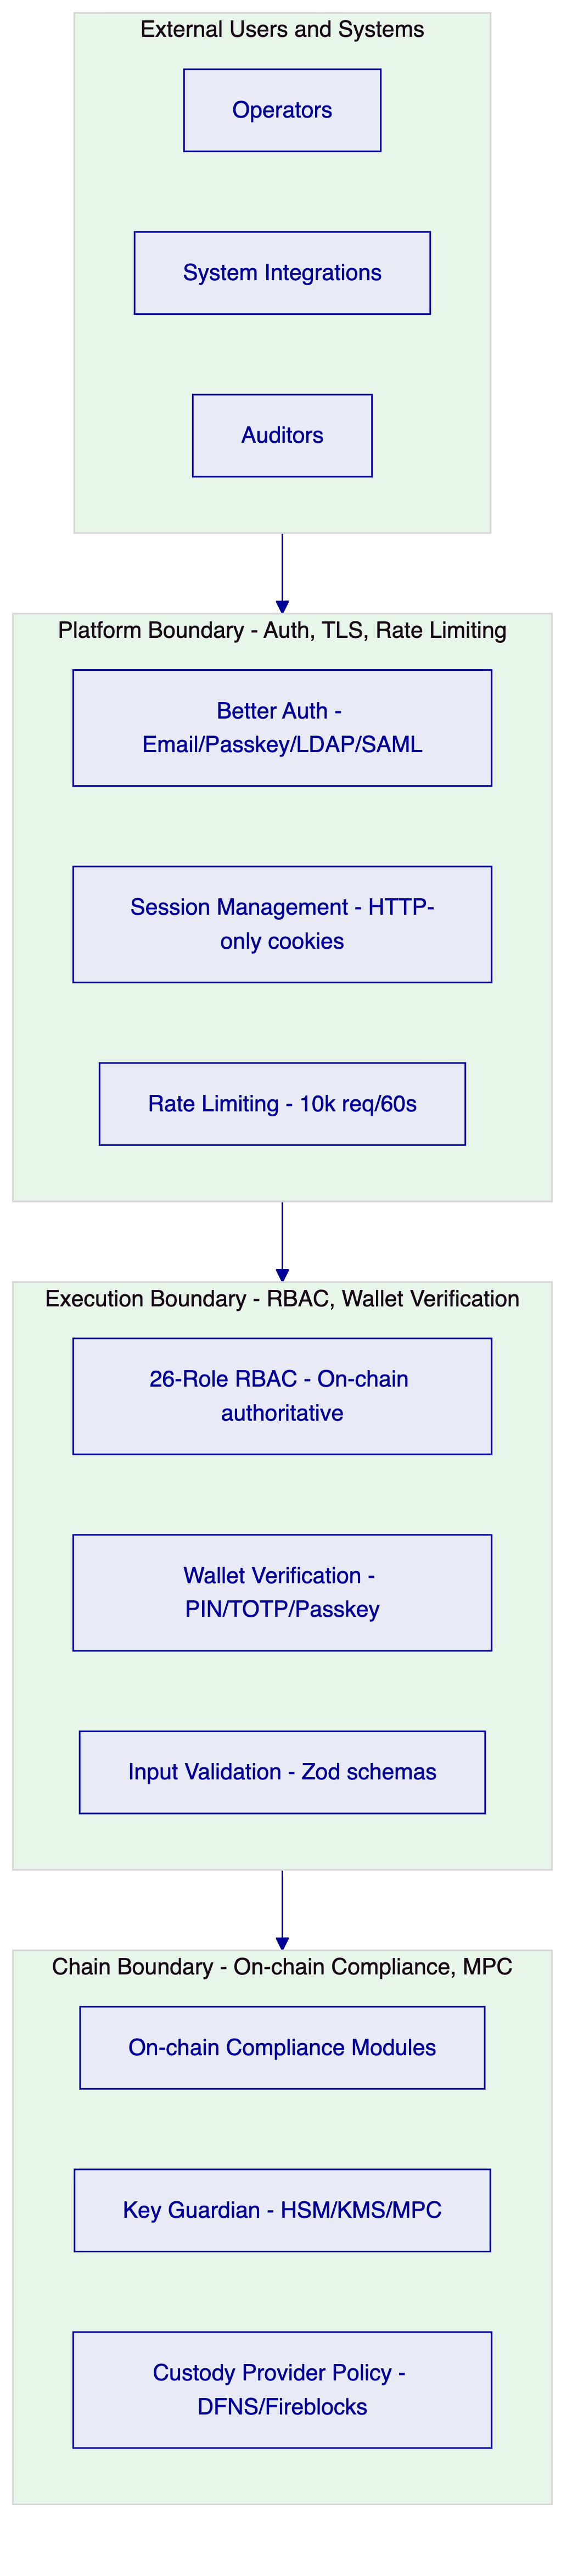 External Users and Systems
Operators
System Integrations
Auditors
Platform Boundary - Auth, TLS, Rate Limiting
Better Auth -
Email/Passkey/LDAP/SAML
Session Management - HTTP-
only cookies
Rate Limiting - 10k req/60s
Execution Boundary - RBAC, Wallet Verification
26-Role RBAC - On-chain
authoritative
Wallet Verification -
PIN/TOTP/Passkey
Input Validation - Zod schemas
Chain Boundary - On-chain Compliance, MPC
On-chain Compliance Modules
Key Guardian - HSM/KMS/MPC
Custody Provider Policy -
DFNS/Fireblocks